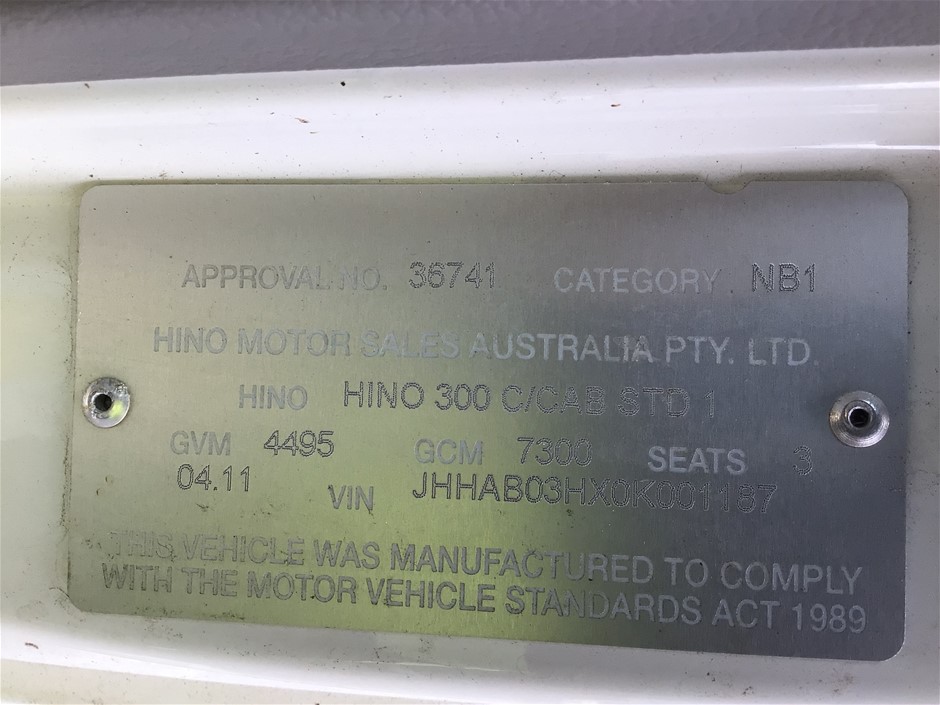 APPROVAL NO. 36741 CATEGORY NB1
HINO MOTOR SALES AUSTRALIA PTY. LTD.
HINO HINO 300 C/CAB STD 1
GVM 4495 GCM 7300 SEATS 3
04.11 VIN JHHAB03HX0K001187
THIS VEHICLE WAS MANUFACTURED TO COMPLY
WITH THE MOTOR VEHICLE STANDARDS ACT 1989